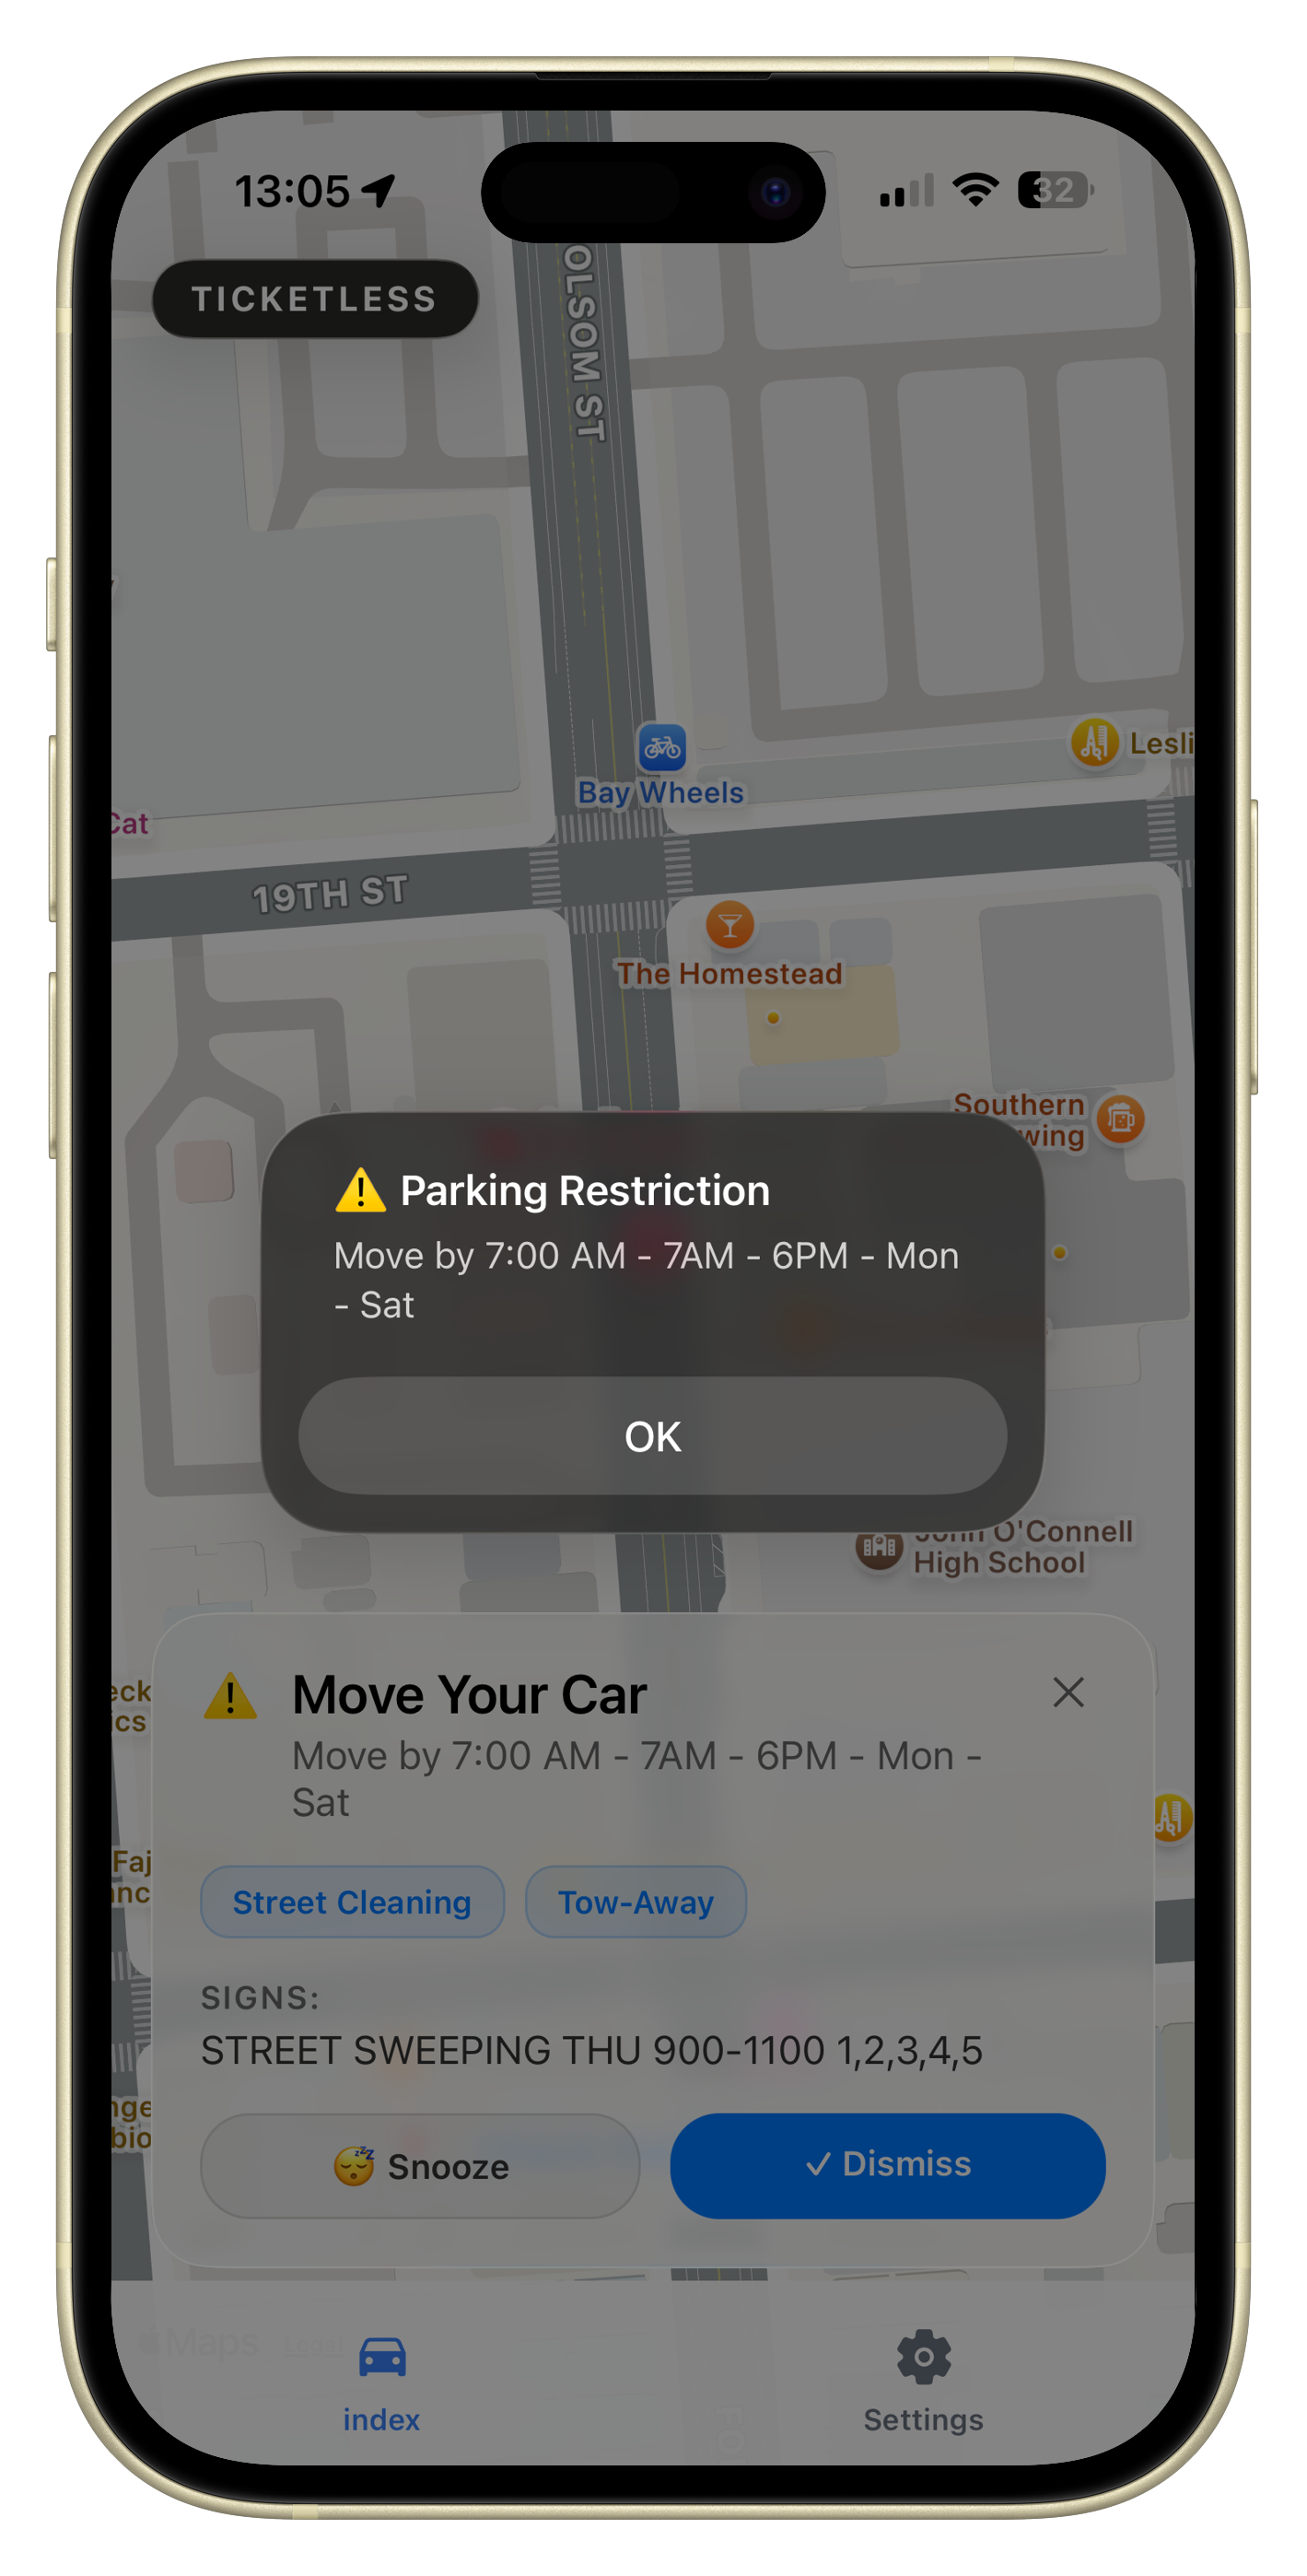 13:05
32
TICKETLESS
OLSOM ST
Bay Wheels
Lesli
Cat
19TH ST
The Homestead
Southern
wing
⚠️ Parking Restriction
Move by 7:00 AM - 7AM - 6PM - Mon
- Sat
OK
John O'Connell
High School
eck
ics
⚠️ Move Your Car
Move by 7:00 AM - 7AM - 6PM - Mon -
Sat
Faj
anc
Street Cleaning
Tow-Away
SIGNS:
STREET SWEEPING THU 900-1100 1,2,3,4,5
nge
bio
😴 Snooze
✓ Dismiss
Maps
Legal
index
Settings